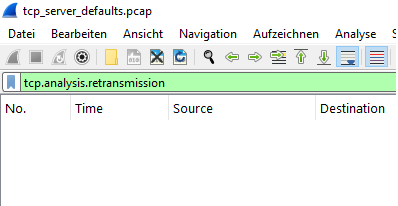 tcp_server_defaults.pcap
Datei Bearbeiten Ansicht Navigation Aufzeichnen Analyse S
tcp.analysis.retransmission
No. Time Source Destination